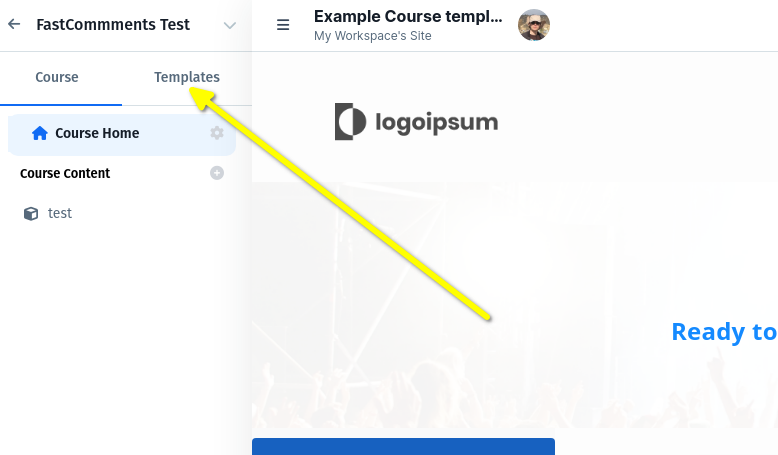 FastCommments Test
Example Course templ...
My Workspace's Site
Course
Templates
Course Home
Course Content
test
logoipsum
Ready to